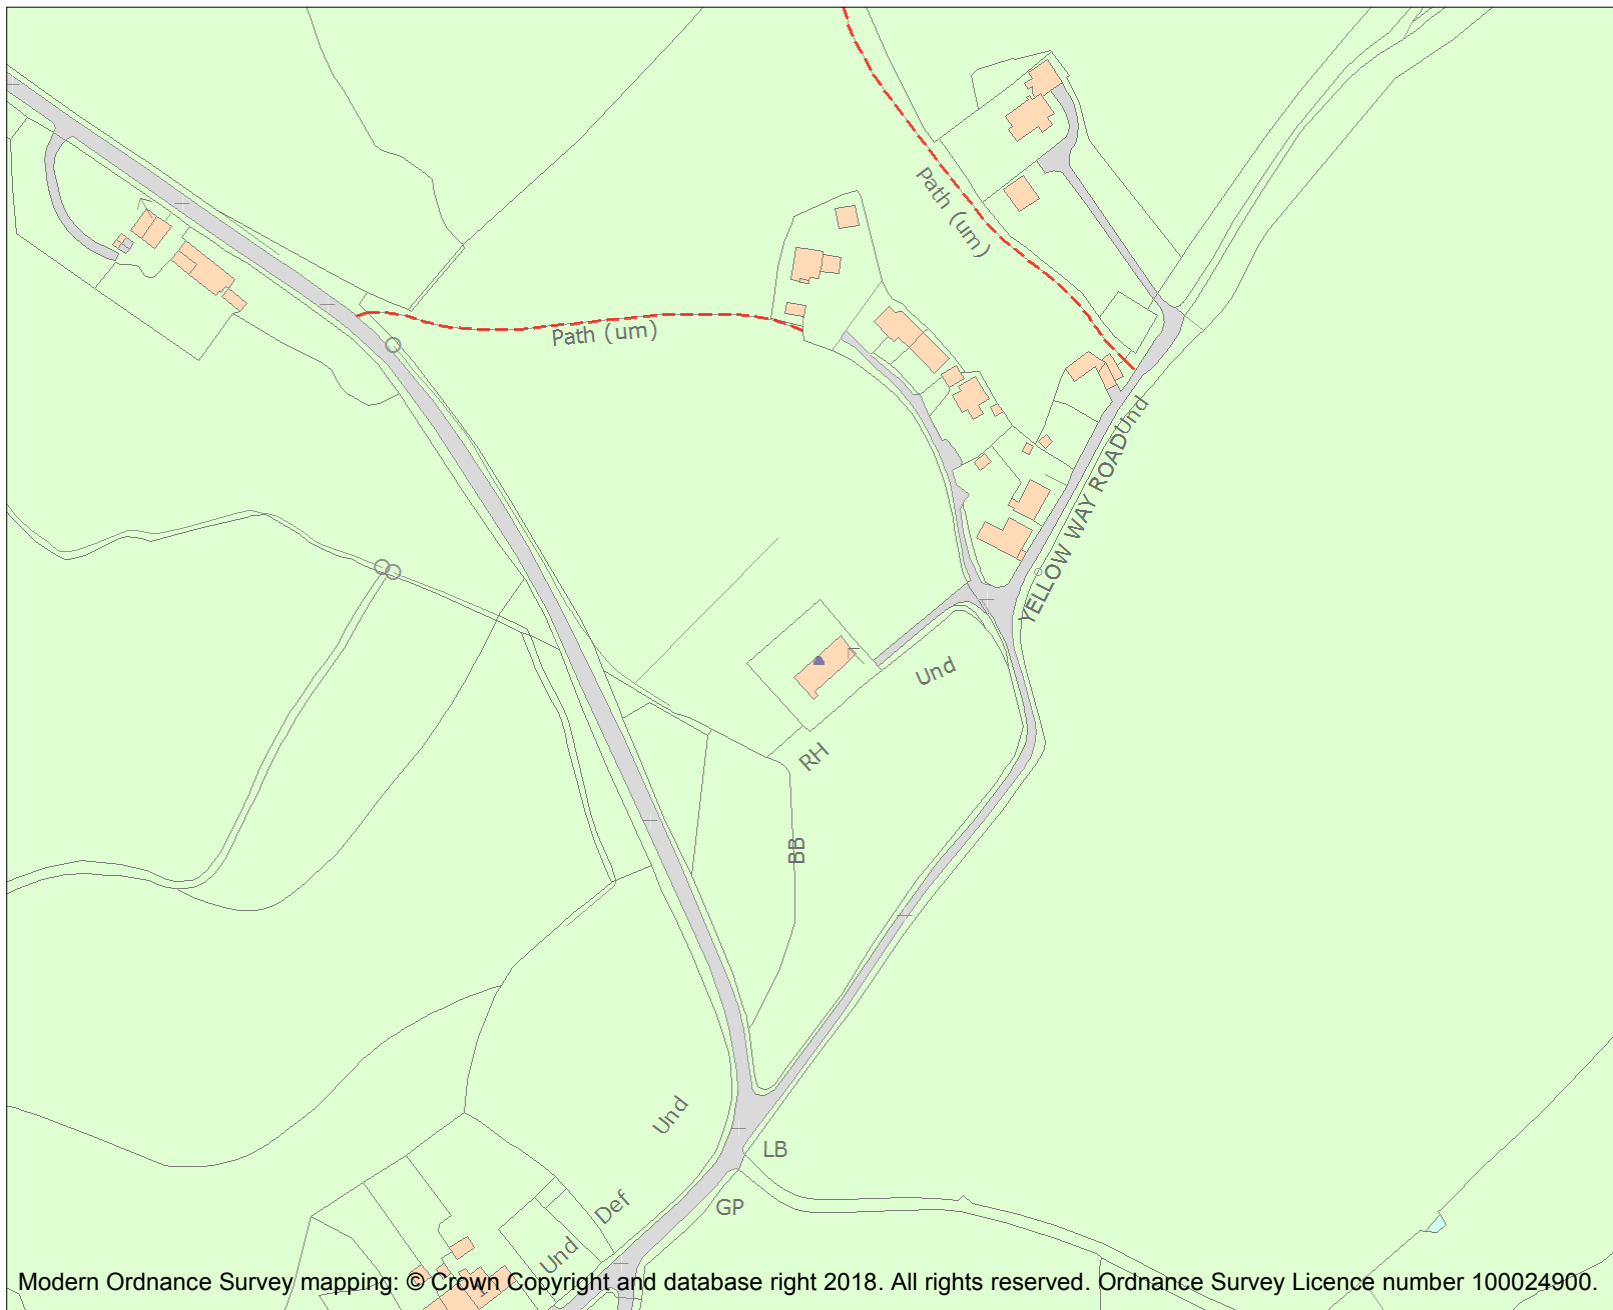 Path (um)
Path (um)
YELLOW WAY ROAD
Und
Und
RH
BB
Und
LB
GP
Def
Und
1
Modern Ordnance Survey mapping: © Crown Copyright and database right 2018. All rights reserved. Ordnance Survey Licence number 100024900.